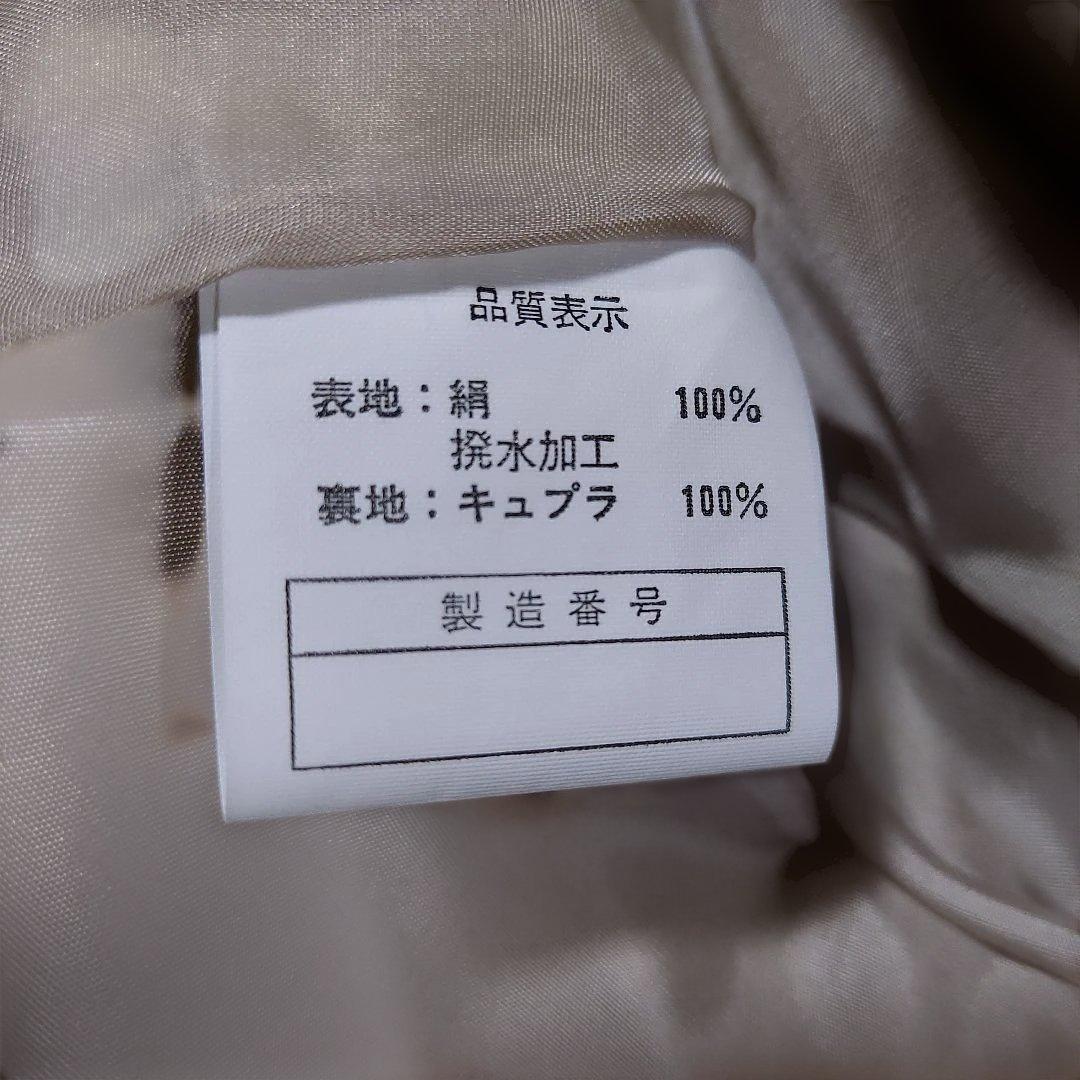 品質表示
表地：絹 100%
撥水加工
裏地：キュプラ 100%
製造番号